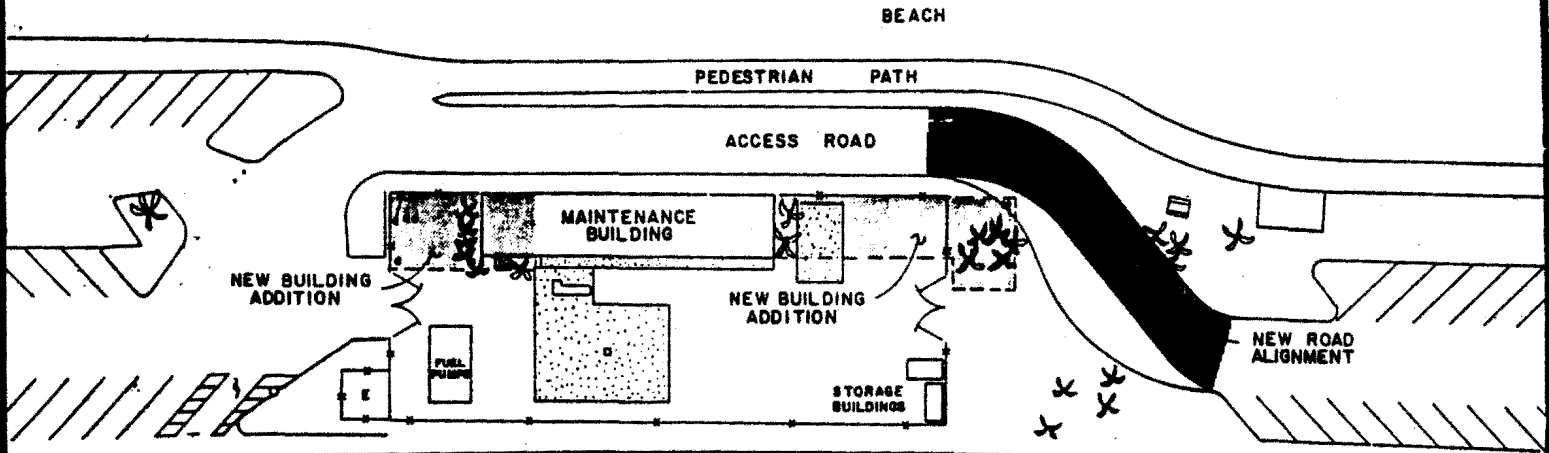 BEACH
PEDESTRIAN PATH
ACCESS ROAD
MAINTENANCE
BUILDING
NEW BUILDING
ADDITION
NEW BUILDING
ADDITION
NEW ROAD
ALIGNMENT
FUEL
PUMPS
E
STORAGE
BUILDINGS